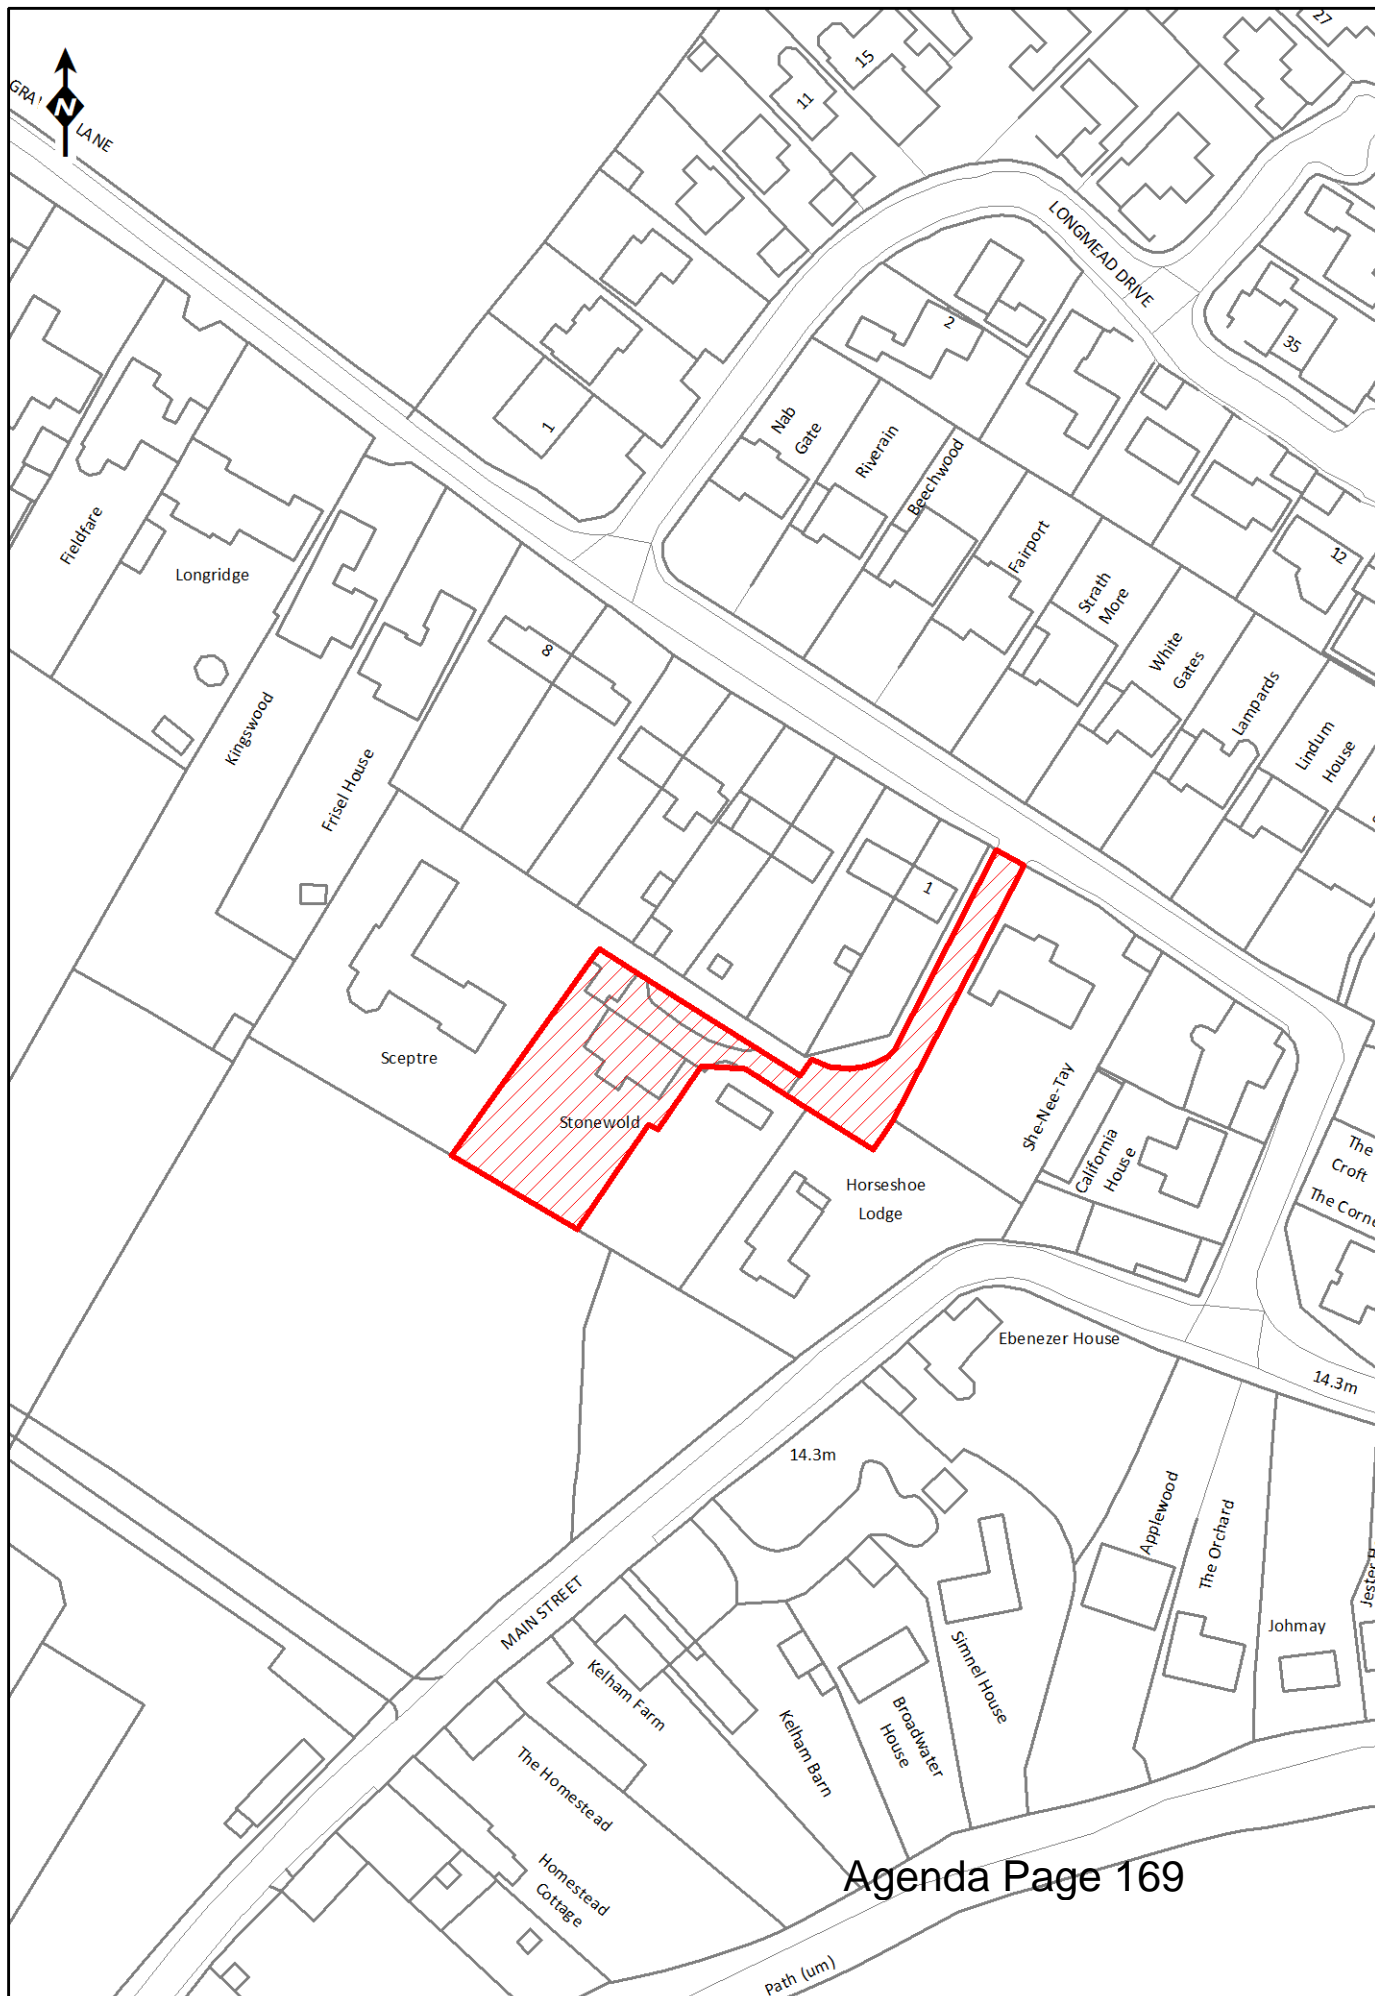 27
15
11
N
LANE
LONGMEAD DRIVE
2
35
1
Nab
Gate
Riverain
Beechwood
Fairport
12
Strath
More
White
Gates
Lampards
Lindum
House
Fieldfare
Longridge
8
Kingswood
Frisel House
1
Sceptre
Stonewold
She-Nee-Tay
California
House
The
Croft
Horseshoe
Lodge
Ebenezer House
14.3m
14.3m
Applewood
The Orchard
Johmay
MAIN STREET
Simnel House
Kelham Farm
Broadwater
House
Kelham Barn
The Homestead
Homestead
Cottage
Agenda Page 169
Path (um)